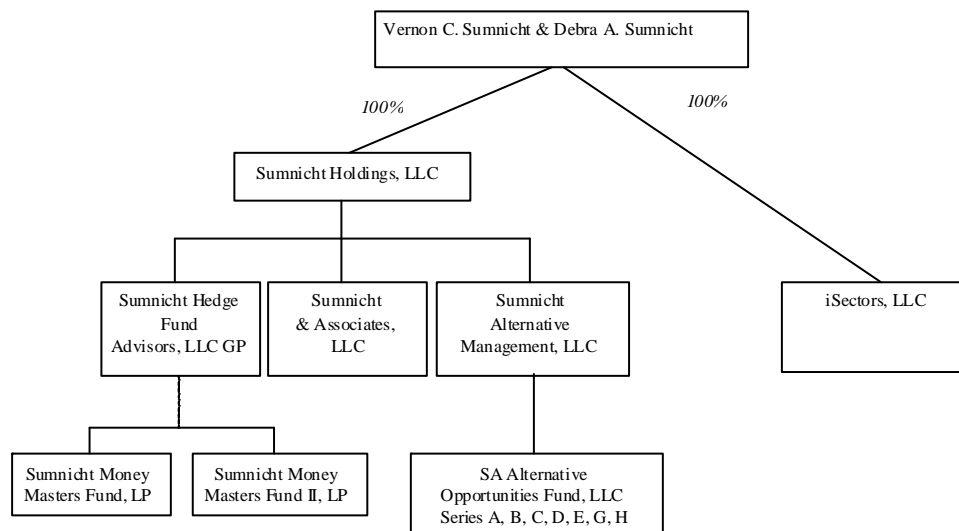 Vernon C. Sumnicht & Debra A. Sumnicht
100%
100%
Sumnicht Holdings, LLC
Sumnicht Hedge
Fund
Advisors, LLC GP
Sumnicht
& Associates,
LLC
Sumnicht
Alternative
Management, LLC
iSectors, LLC
Sumnicht Money
Masters Fund, LP
Sumnicht Money
Masters Fund II, LP
SA Alternative
Opportunities Fund, LLC
Series A, B, C, D, E, G, H